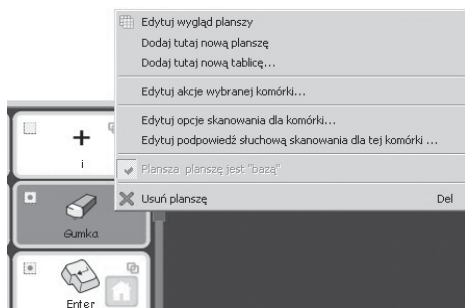 Edytuj wygląd planszy
Dodaj tutaj nową planszę
Dodaj tutaj nową tablicę...
Edytuj akcje wybranej komórki...
Edytuj opcje skanowania dla komórki...
Edytuj podpowiedź słuchową skanowania dla tej komórki ...
Plansza planszę jest "bazą"
Usuń planszę Del
+
i
Gumka
Enter